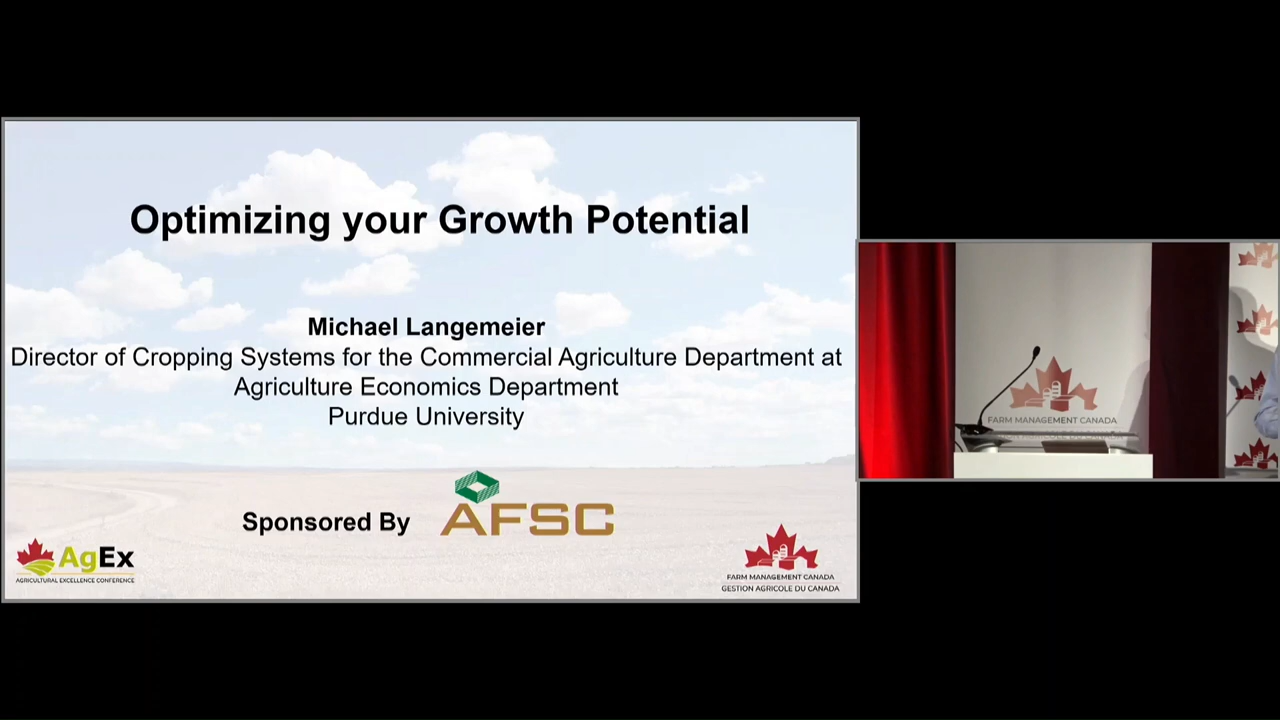 Optimizing your Growth Potential
Michael Langemeier
Director of Cropping Systems for the Commercial Agriculture Department at
Agriculture Economics Department
Purdue University
Sponsored By
AFSC
AgEx
AGRICULTURAL EXCELLENCE CONFERENCE
FARM MANAGEMENT CANADA
GESTION AGRICOLE DU CANADA
FARM MANAGEMENT CANADA